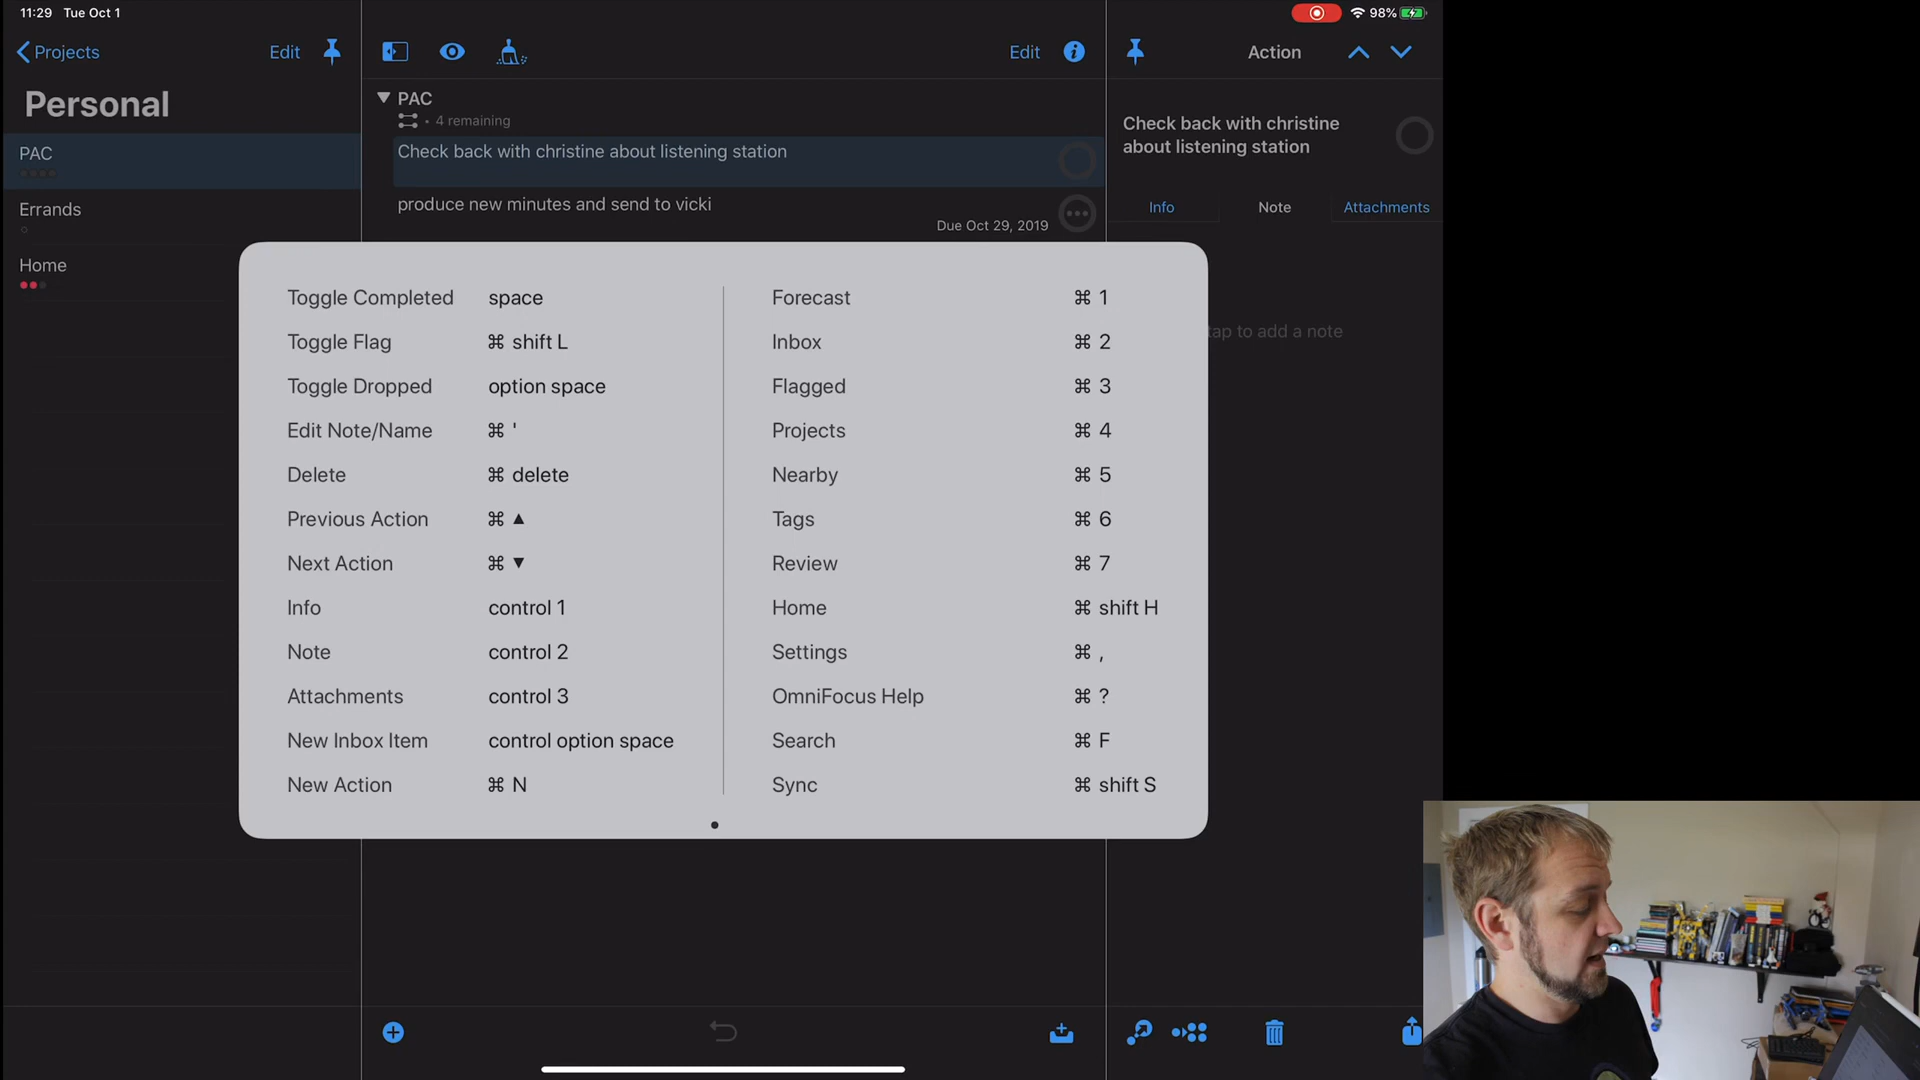 11:29 Tue Oct 1
98%
Projects
Edit
Edit
Action
Personal
PAC
Errands
Home
PAC
• 4 remaining
Check back with christine about listening station
produce new minutes and send to vicki
Due Oct 29, 2019
Check back with christine
about listening station
Info
Note
Attachments
tap to add a note
Toggle Completed space
Toggle Flag ⌘ shift L
Toggle Dropped option space
Edit Note/Name ⌘ '
Delete ⌘ delete
Previous Action ⌘ ▲
Next Action ⌘ ▼
Info control 1
Note control 2
Attachments control 3
New Inbox Item control option space
New Action ⌘ N
Forecast ⌘ 1
Inbox ⌘ 2
Flagged ⌘ 3
Projects ⌘ 4
Nearby ⌘ 5
Tags ⌘ 6
Review ⌘ 7
Home ⌘ shift H
Settings ⌘ ,
OmniFocus Help ⌘ ?
Search ⌘ F
Sync ⌘ shift S